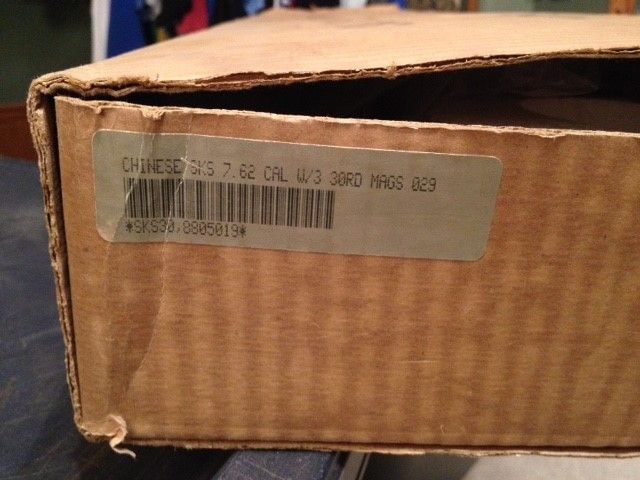 CHINESE SKS 7.62 CAL W/3 30RD MAGS 029
*SKS30,8805019*